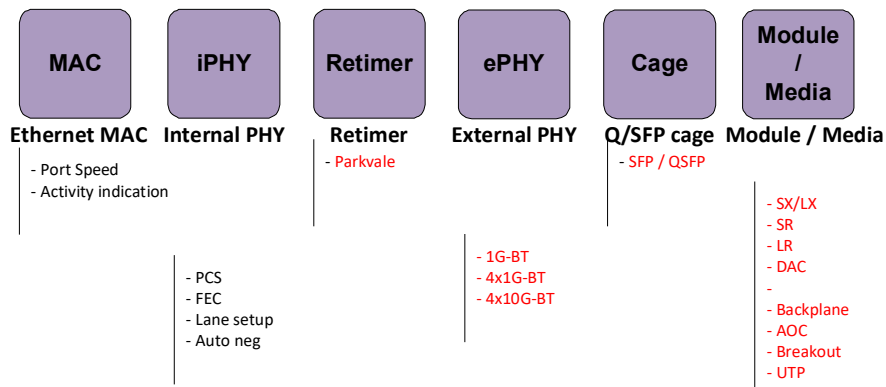 MAC
iPHY
Retimer
ePHY
Cage
Module
/
Media
Ethernet MAC
Internal PHY
Retimer
External PHY
Q/SFP cage
Module / Media
- Port Speed
- Activity indication
- PCS
- FEC
- Lane setup
- Auto neg
- Parkvale
- 1G-BT
- 4x1G-BT
- 4x10G-BT
- SFP / QSFP
- SX/LX
- SR
- LR
- DAC
-
- Backplane
- AOC
- Breakout
- UTP